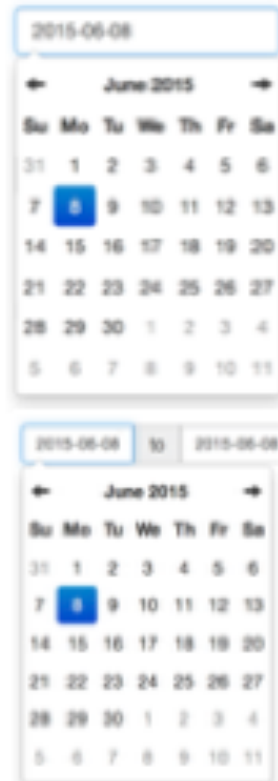 2015-06-08
← June 2015 →
Su Mo Tu We Th Fr Sa
31 1 2 3 4 5 6
7 8 9 10 11 12 13
14 15 16 17 18 19 20
21 22 23 24 25 26 27
28 29 30 1 2 3 4
5 6 7 8 9 10 11
2015-06-08 to 2015-06-08
← June 2015 →
Su Mo Tu We Th Fr Sa
31 1 2 3 4 5 6
7 8 9 10 11 12 13
14 15 16 17 18 19 20
21 22 23 24 25 26 27
28 29 30 1 2 3 4
5 6 7 8 9 10 11